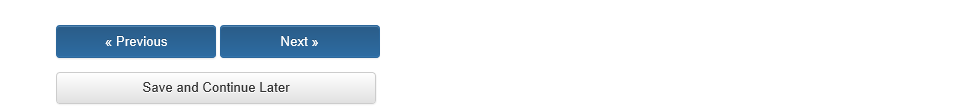 « Previous Next »
Save and Continue Later